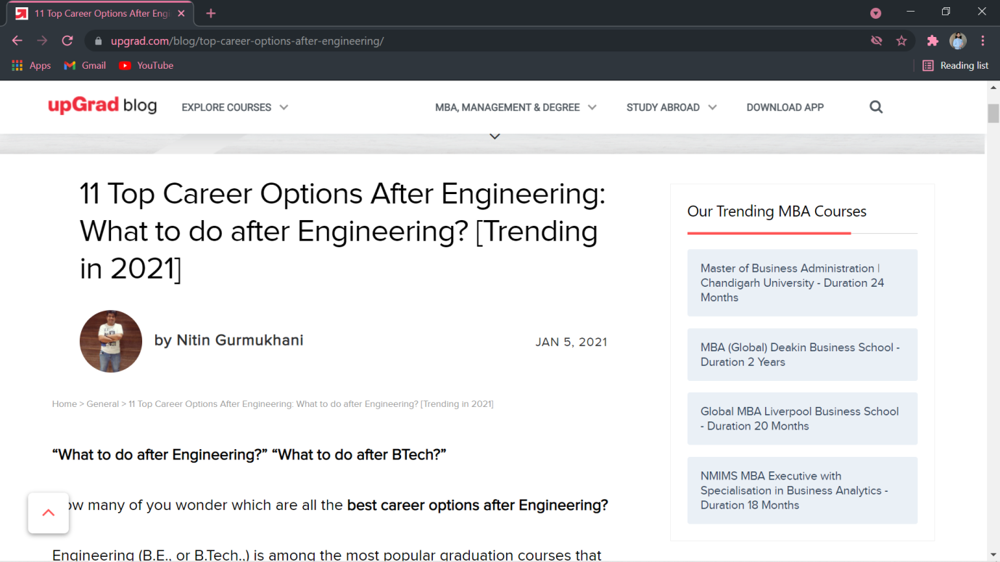 11 Top Career Options After Engi
upgrad.com/blog/top-career-options-after-engineering/
Apps
Gmail
YouTube
Reading list
upGrad blog
EXPLORE COURSES
MBA, MANAGEMENT & DEGREE
STUDY ABROAD
DOWNLOAD APP
11 Top Career Options After Engineering:
What to do after Engineering? [Trending
in 2021]
by Nitin Gurmukhani
JAN 5, 2021
Home > General > 11 Top Career Options After Engineering: What to do after Engineering? [Trending in 2021]
“What to do after Engineering?” “What to do after BTech?”
ow many of you wonder which are all the best career options after Engineering?
Engineering (B.E., or B.Tech.,) is among the most popular graduation courses that
Our Trending MBA Courses
Master of Business Administration |
Chandigarh University - Duration 24
Months
MBA (Global) Deakin Business School -
Duration 2 Years
Global MBA Liverpool Business School
- Duration 20 Months
NMIMS MBA Executive with
Specialisation in Business Analytics -
Duration 18 Months